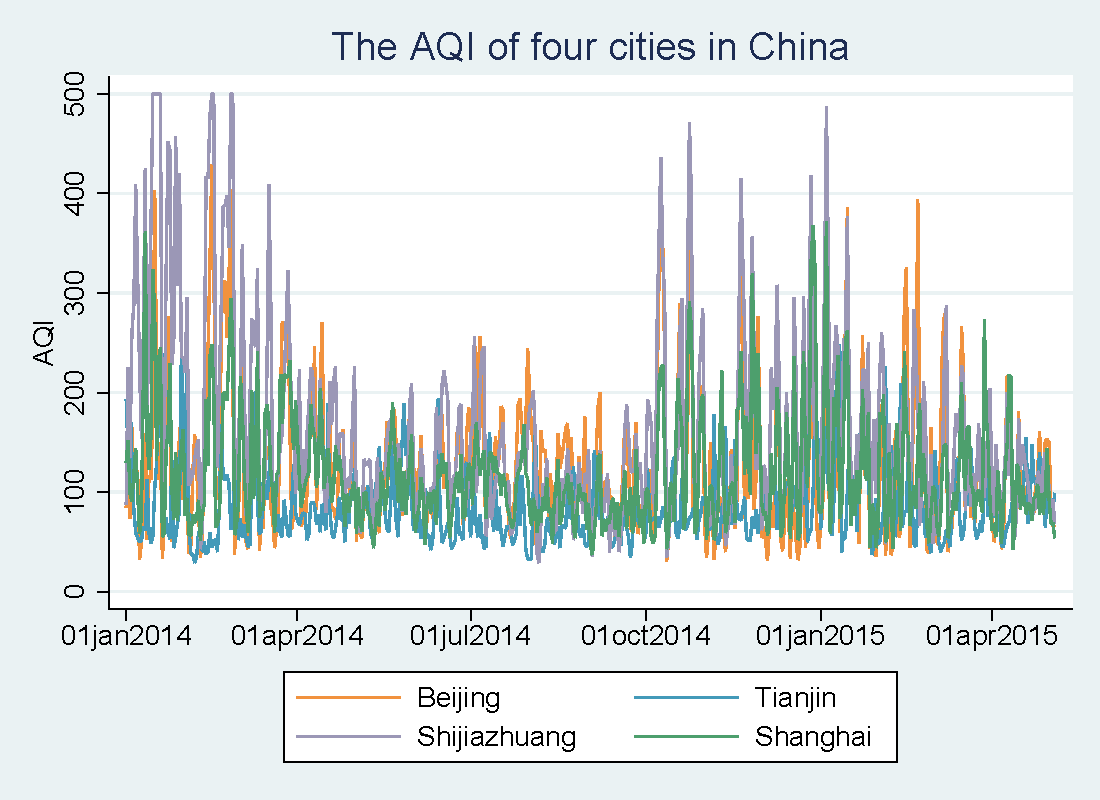 The AQI of four cities in China
500
400
300
200
100
0
AQI
01jan2014 01apr2014 01jul2014 01oct2014 01jan2015 01apr2015
Beijing Tianjin
Shijiazhuang Shanghai